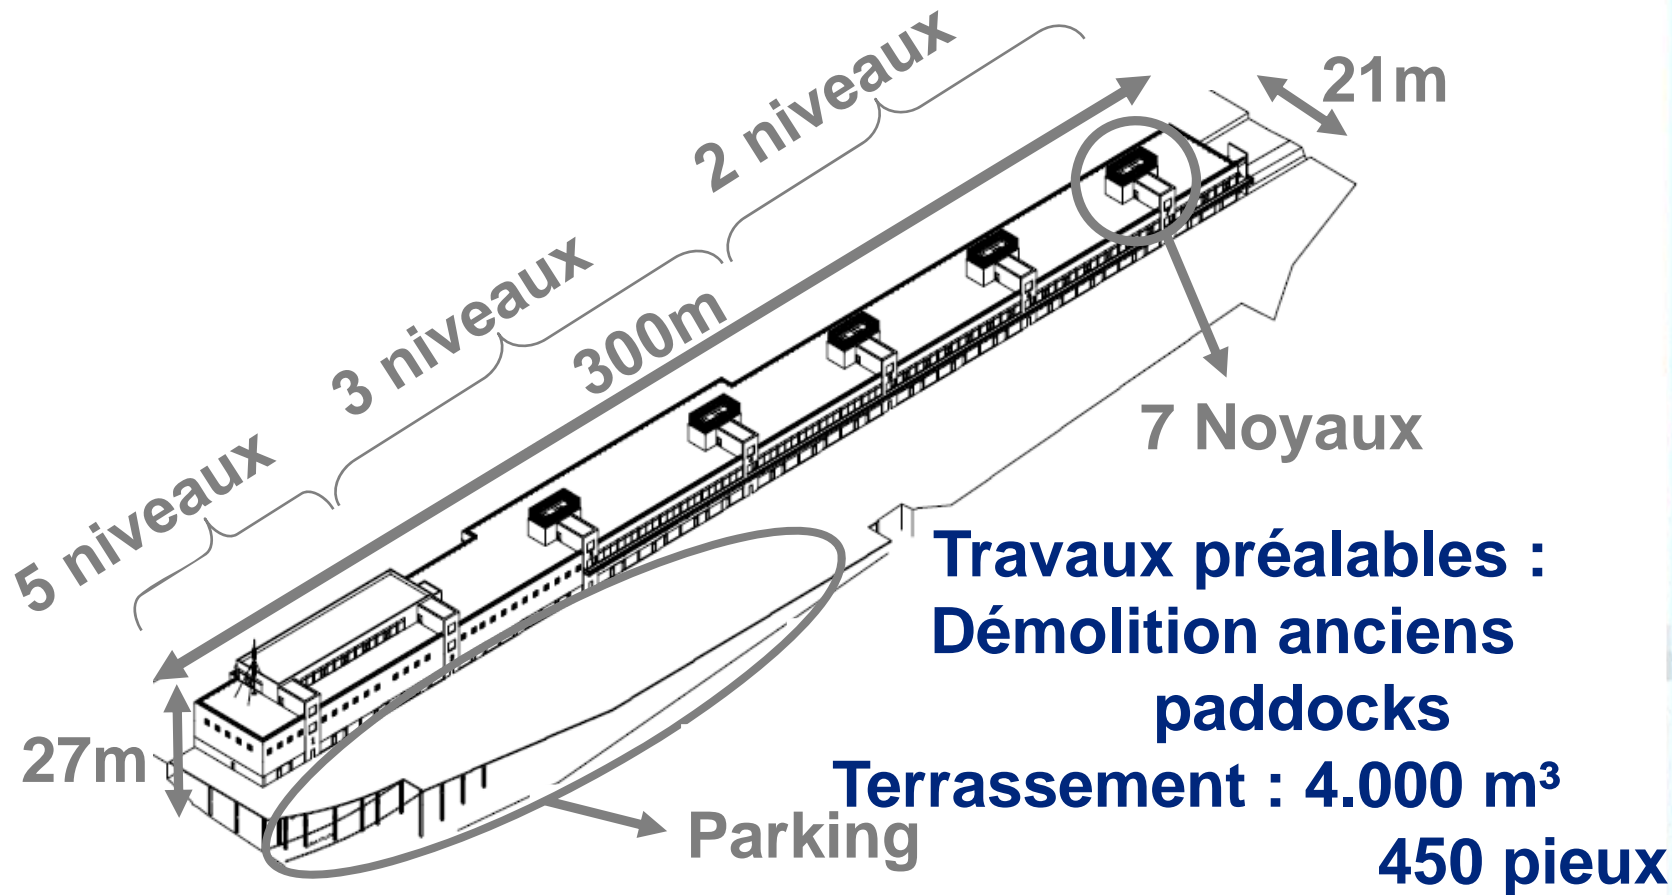 2 niveaux
21m
3 niveaux
300m
7 Noyaux
5 niveaux
27m
Parking
Travaux préalables :
Démolition anciens
paddocks
Terrassement : 4.000 m³
450 pieux